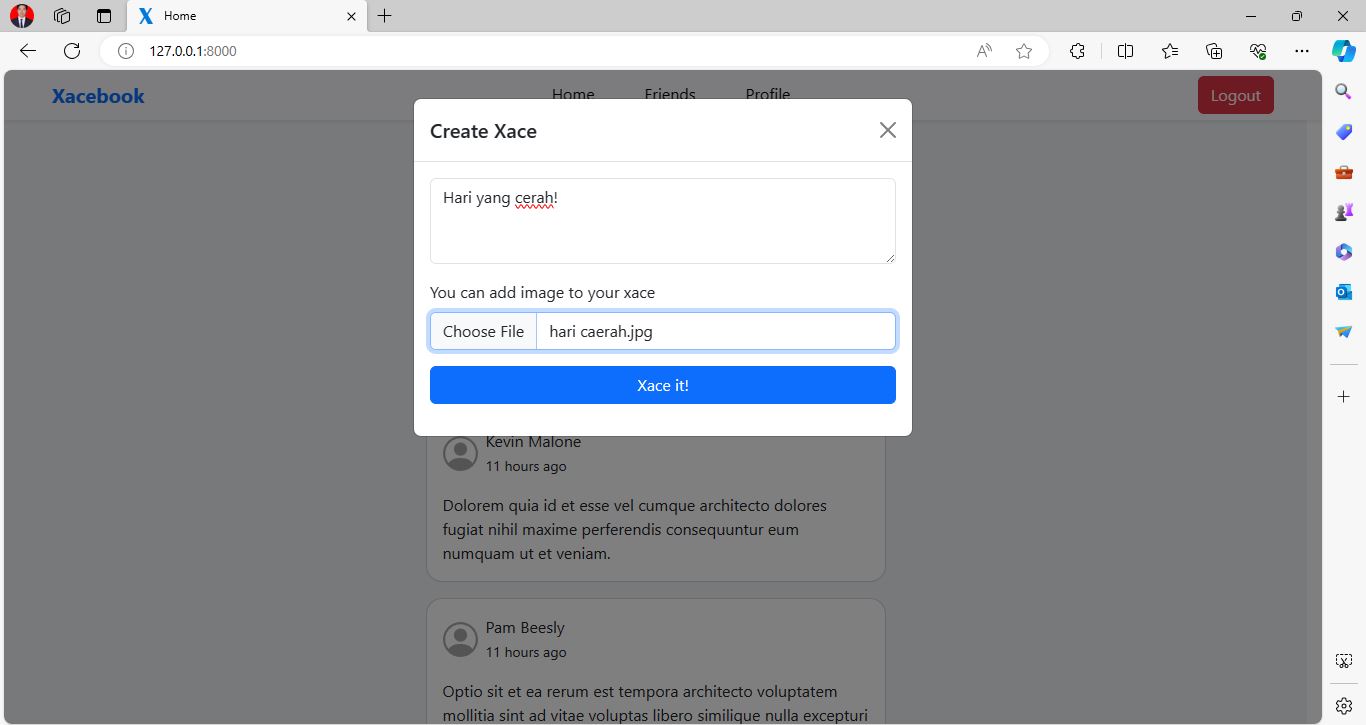 Home
127.0.0.1:8000
Xacebook
Home
Friends
Profile
Logout
Create Xace
Hari yang cerah!
You can add image to your xace
Choose File
hari caerah.jpg
Xace it!
Kevin Malone
11 hours ago
Dolorem quia id et esse vel cumque architecto dolores
fugiat nihil maxime perferendis consequuntur eum
numquam ut et veniam.
Pam Beesly
11 hours ago
Optio sit et ea rerum est tempora architecto voluptatem
mollitia sint ad vitae voluptas libero similique nulla excepturi